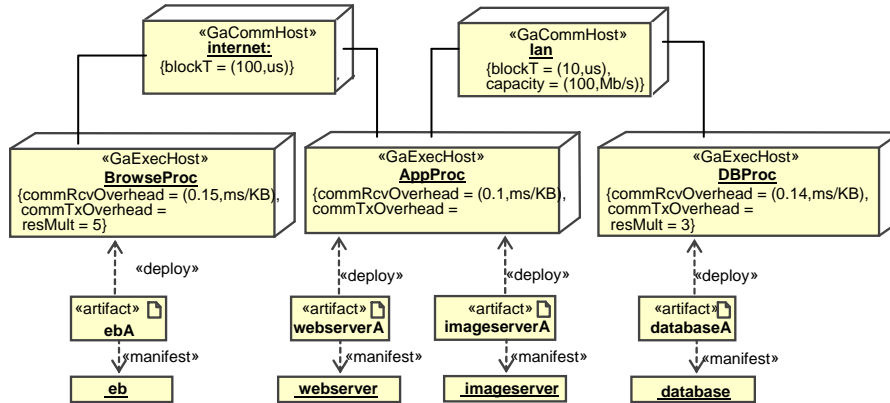 «GaCommHost»
internet:
{blockT = (100,us)}
«GaCommHost»
lan
{blockT = (10,us),
capacity = (100,Mb/s)}
«GaExecHost»
BrowseProc
{commRcvOverhead = (0.15,ms/KB),
commTxOverhead =
resMult = 5}
«GaExecHost»
AppProc
{commRcvOverhead = (0.1,ms/KB),
commTxOverhead =
«GaExecHost»
DBProc
{commRcvOverhead = (0.14,ms/KB),
commTxOverhead =
resMult = 3}
«deploy»
«deploy»
«deploy»
«deploy»
«artifact»
ebA
«artifact»
webserverA
«artifact»
imageserverA
«artifact»
databaseA
«manifest»
«manifest»
«manifest»
«manifest»
eb
webserver
imageserver
database